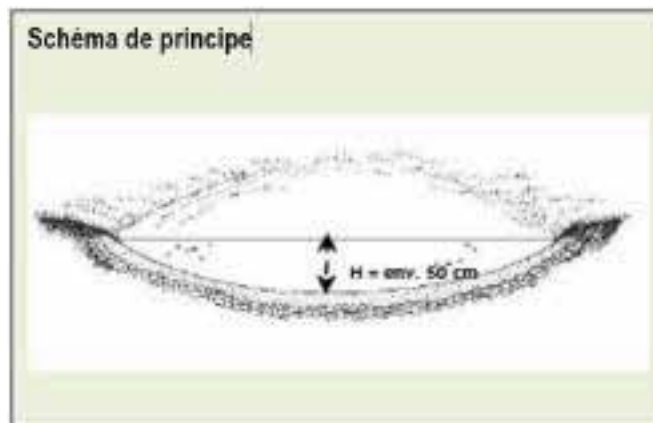 Schéma de principe
H = env. 50 cm